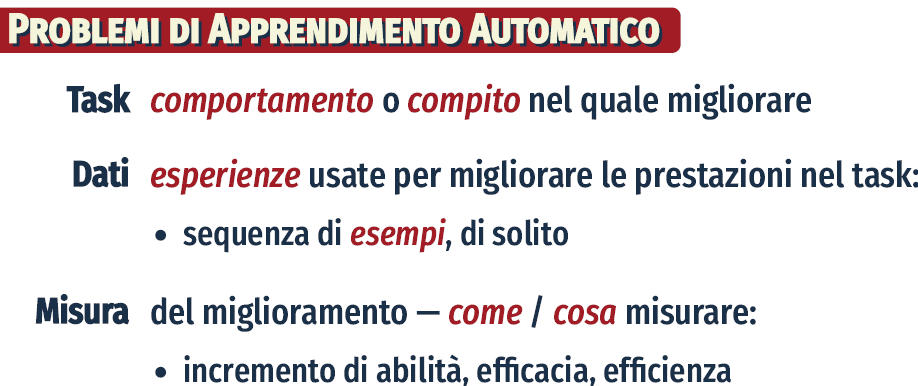 Problemi di Apprendimento Automatico
Task comportamento o compito nel quale migliorare
Dati esperienze usate per migliorare le prestazioni nel task:
• sequenza di esempi, di solito
Misura del miglioramento — come / cosa misurare:
• incremento di abilità, efficacia, efficienza